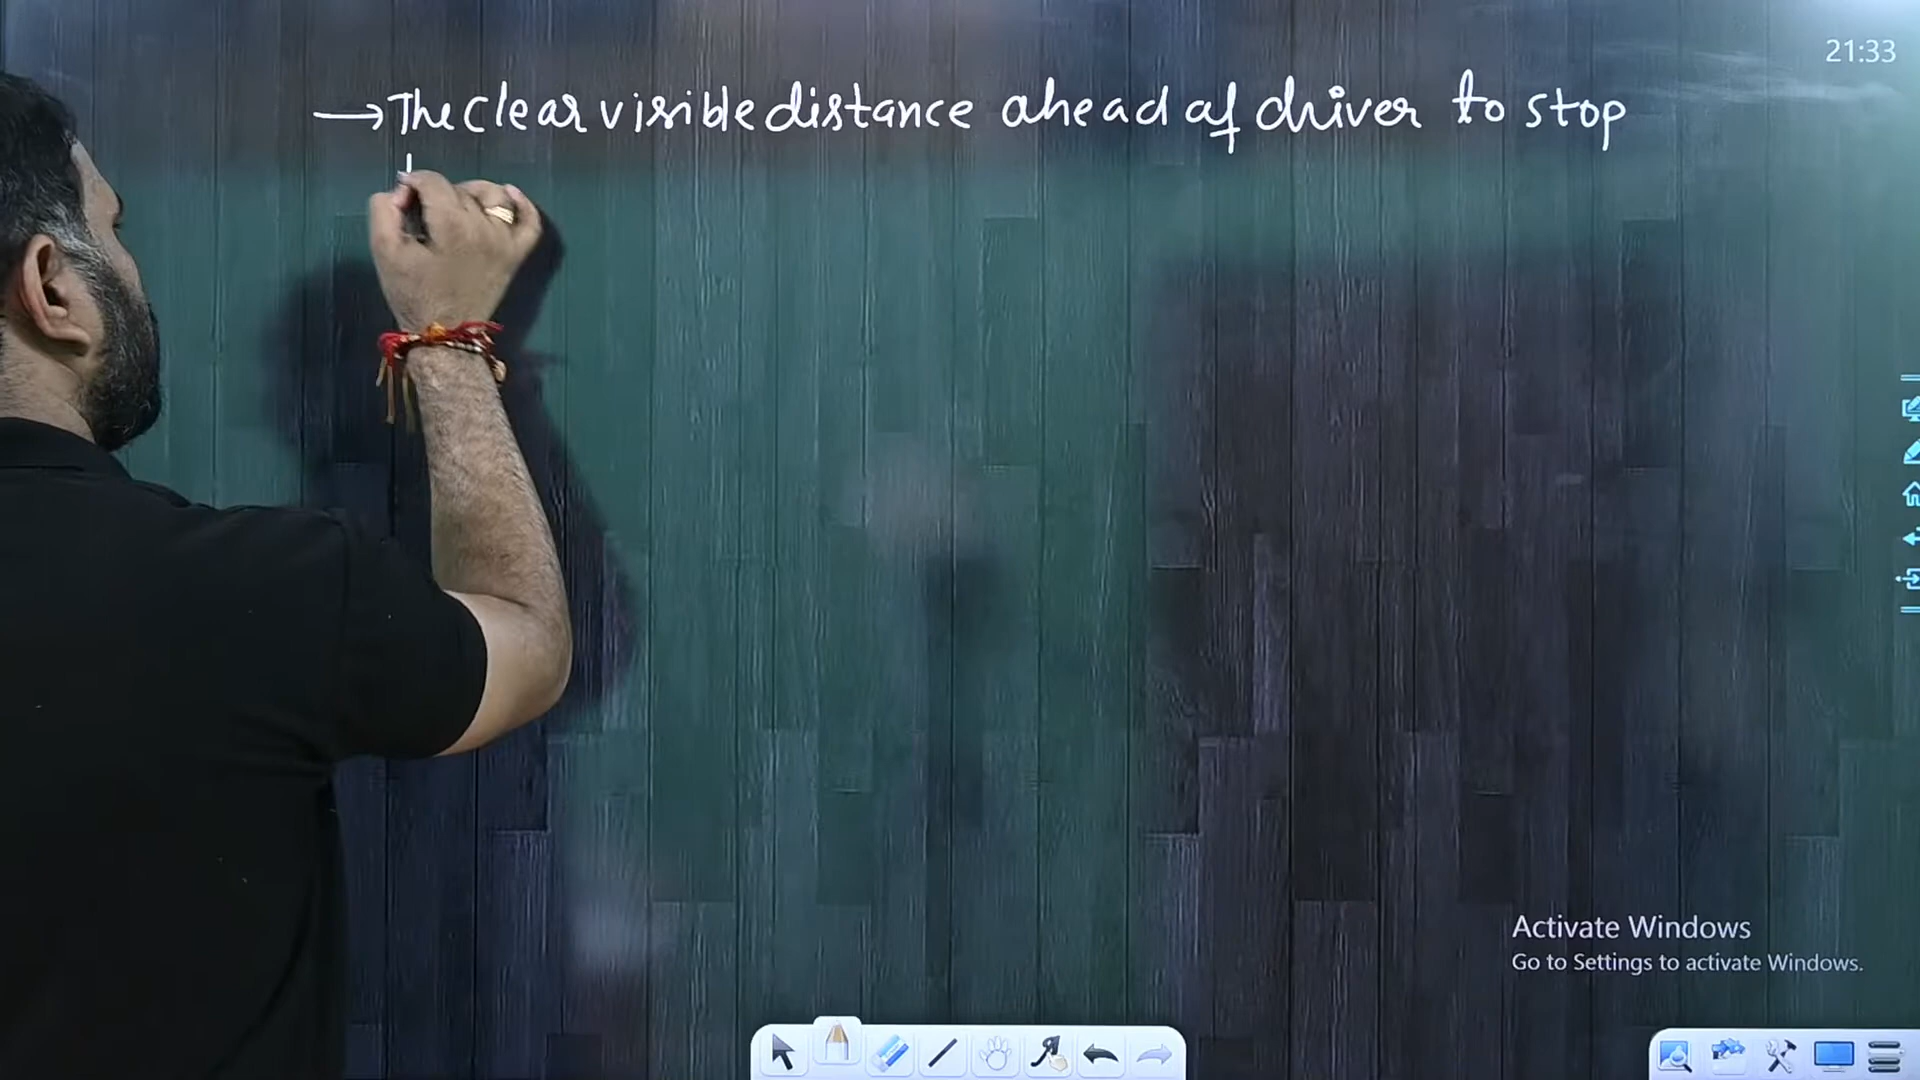 21:33
→ The clear visible distance ahead of driver to stop
Activate Windows
Go to Settings to activate Windows.